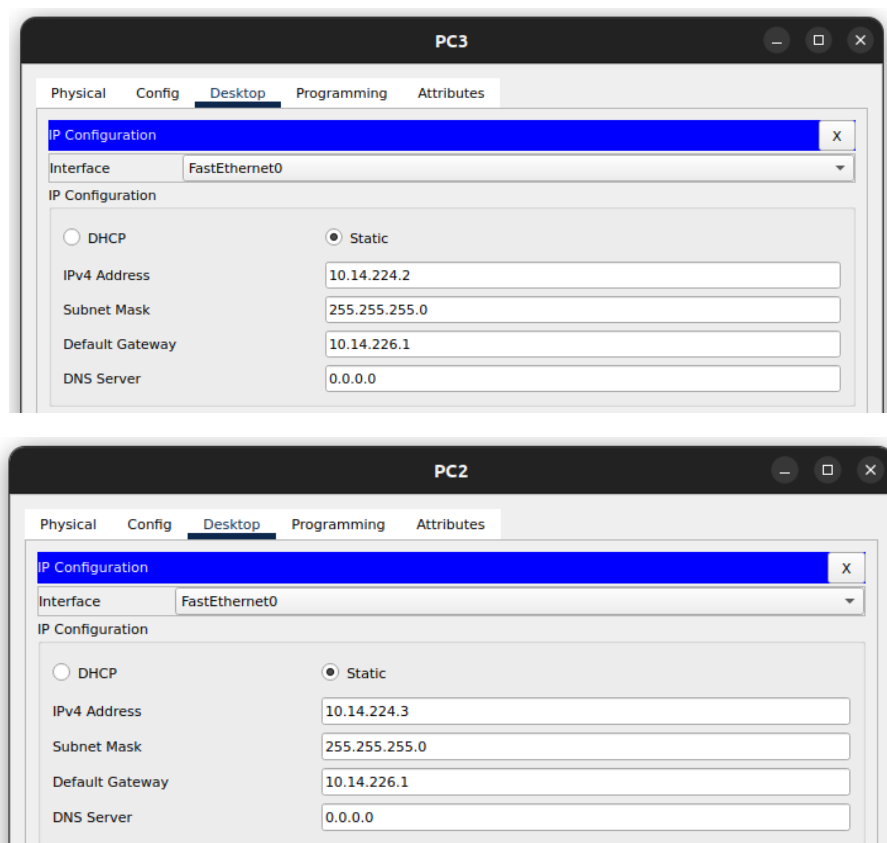 PC3
Physical Config Desktop Programming Attributes
IP Configuration X
Interface FastEthernet0
IP Configuration
DHCP Static
IPv4 Address 10.14.224.2
Subnet Mask 255.255.255.0
Default Gateway 10.14.226.1
DNS Server 0.0.0.0
PC2
Physical Config Desktop Programming Attributes
IP Configuration X
Interface FastEthernet0
IP Configuration
DHCP Static
IPv4 Address 10.14.224.3
Subnet Mask 255.255.255.0
Default Gateway 10.14.226.1
DNS Server 0.0.0.0